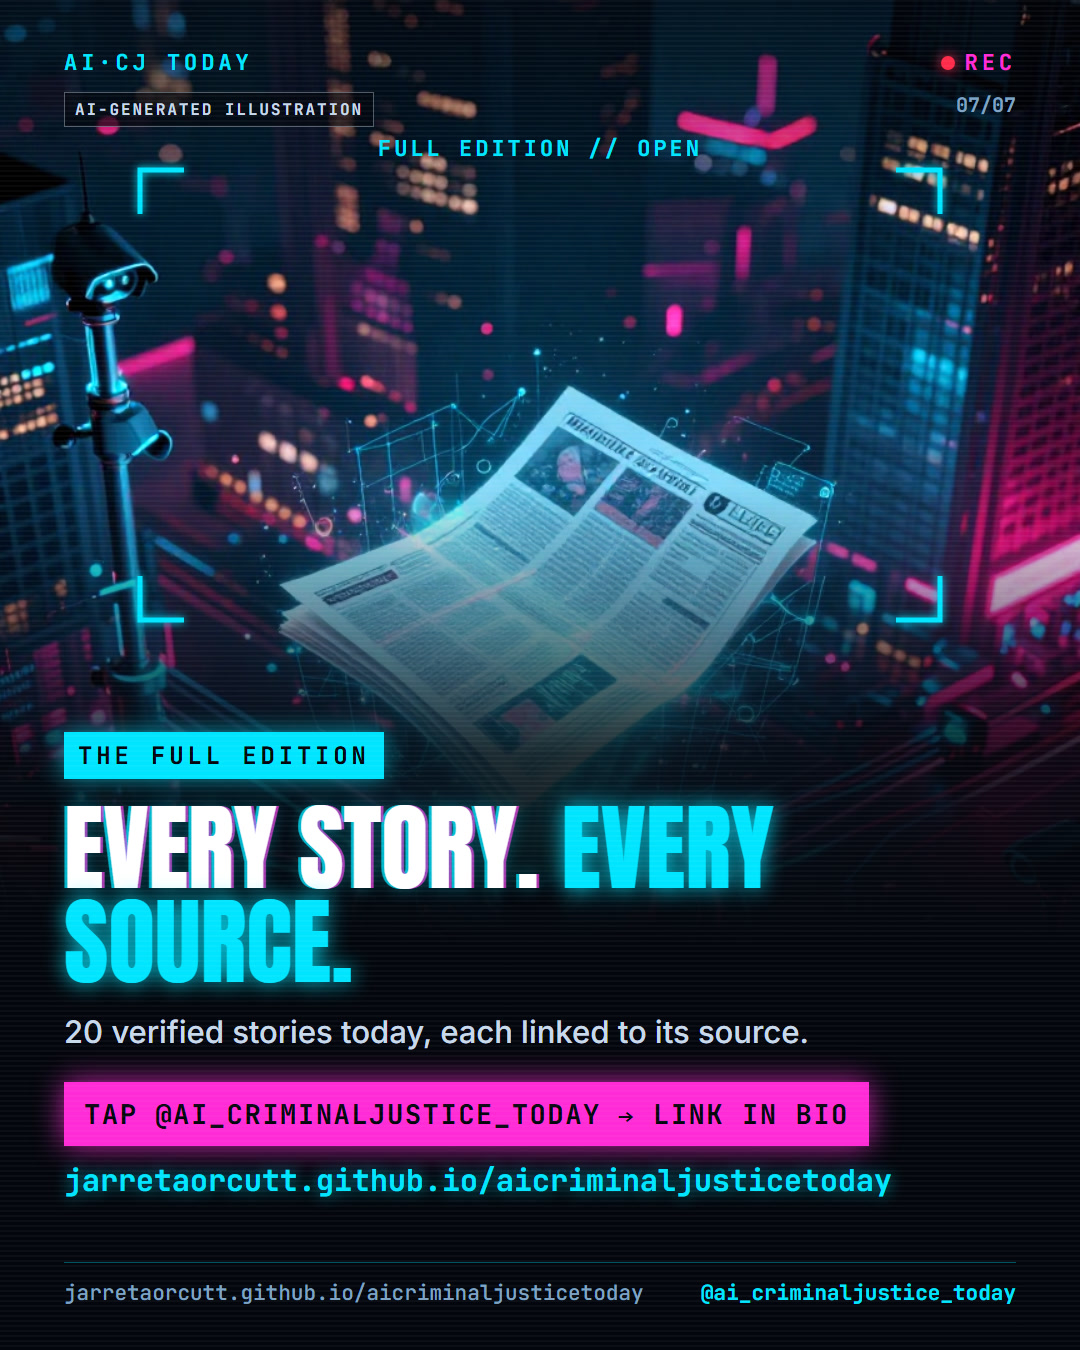 AI·CJ TODAY
REC
AI-GENERATED ILLUSTRATION
07/07
FULL EDITION // OPEN
THE FULL EDITION
EVERY STORY. EVERY
SOURCE.
20 verified stories today, each linked to its source.
TAP @AI_CRIMINALJUSTICE_TODAY → LINK IN BIO
jarretaorcutt.github.io/aicriminaljusticetoday
jarretaorcutt.github.io/aicriminaljusticetoday
@ai_criminaljustice_today